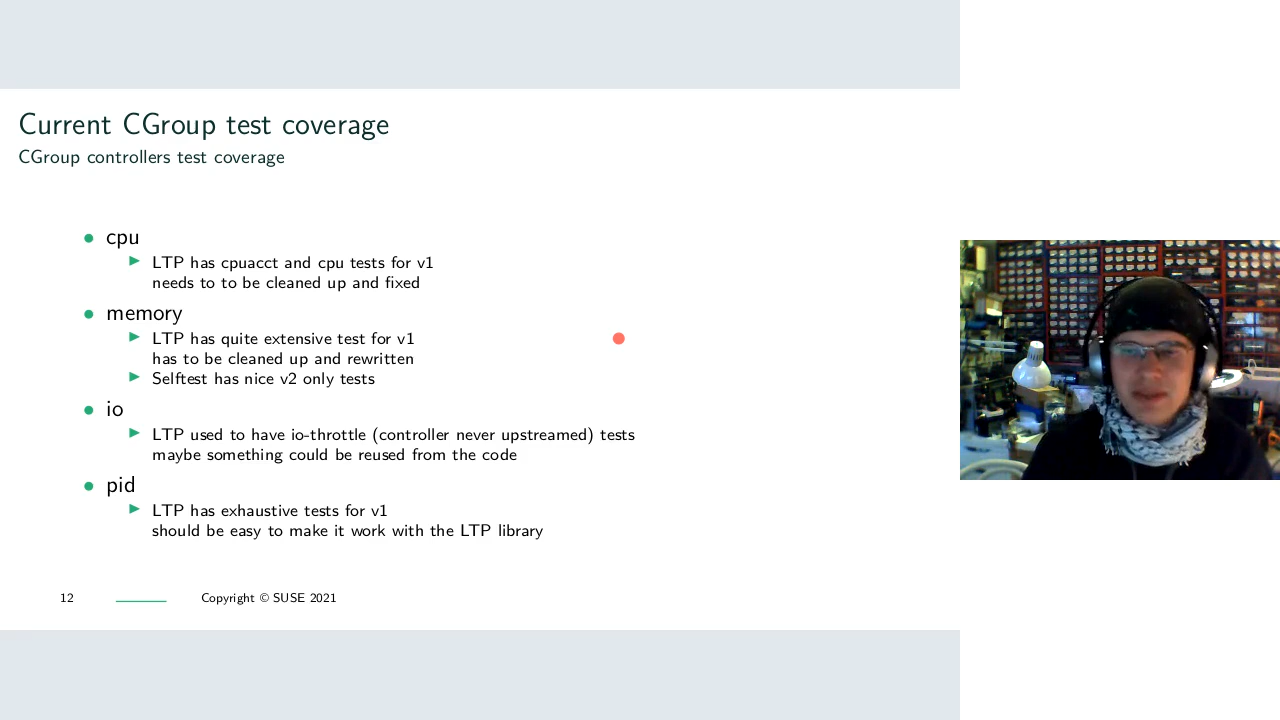 Current CGroup test coverage
CGroup controllers test coverage
cpu
LTP has cpuacct and cpu tests for v1
needs to to be cleaned up and fixed
memory
LTP has quite extensive test for v1
has to be cleaned up and rewritten
Selftest has nice v2 only tests
io
LTP used to have io-throttle (controller never upstreamed) tests
maybe something could be reused from the code
pid
LTP has exhaustive tests for v1
should be easy to make it work with the LTP library
12 Copyright © SUSE 2021